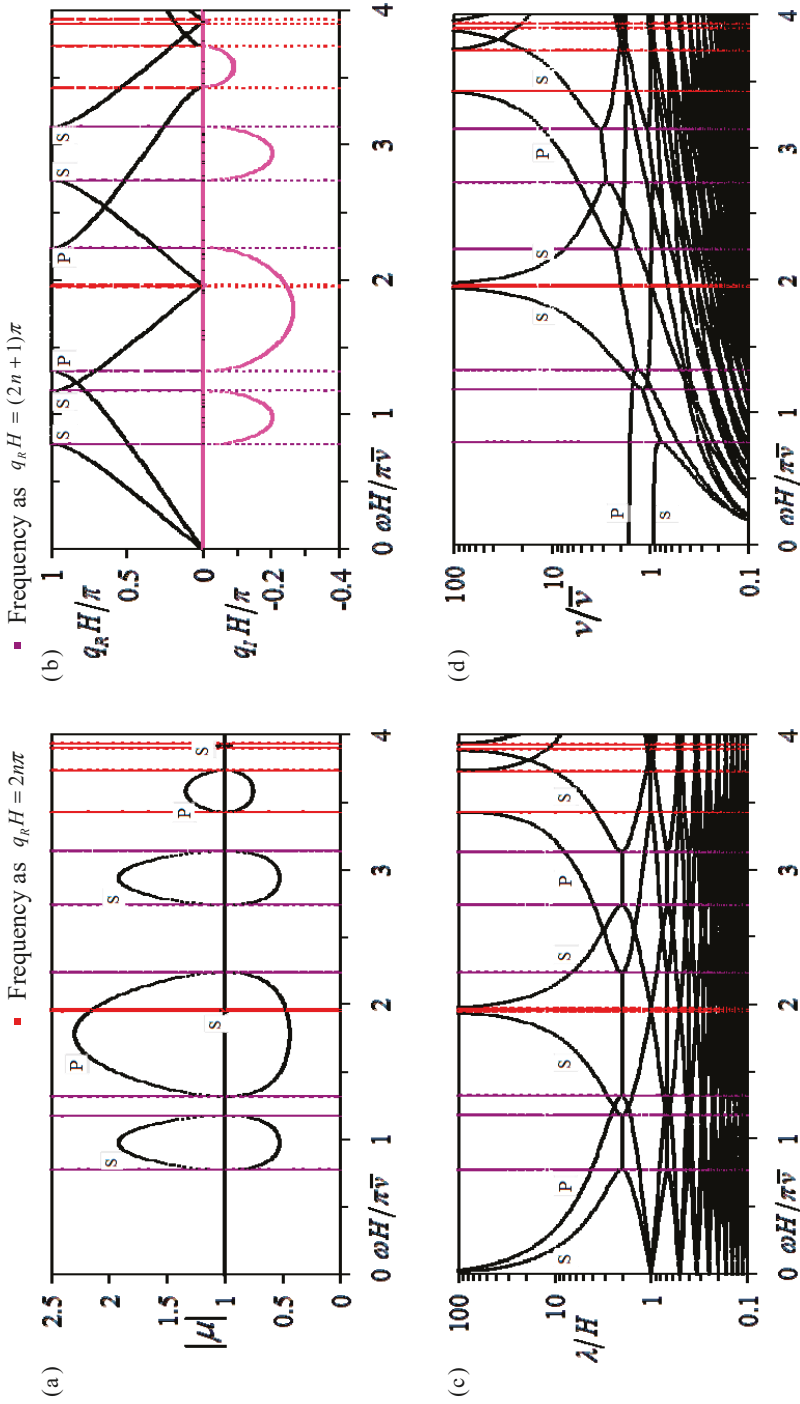 ■ Frequency as q_R H = 2nπ
■ Frequency as q_R H = (2n+1)π
(a)
|μ|
2.5
2
1.5
1
0.5
0
S
P
S
S
P
S
0 ωH/πv̄
1
2
3
4
(b)
q_R H/π
1
0.5
0
q_I H/π
-0.2
-0.4
S
S
P
P
S
S
0 ωH/πv̄
1
2
3
4
(c)
λ/H
100
10
1
0.1
S
P
S
S
P
S
0 ωH/πv̄
1
2
3
4
(d)
v/v̄
100
10
1
0.1
P
S
S
S
P
S
0 ωH/πv̄
1
2
3
4